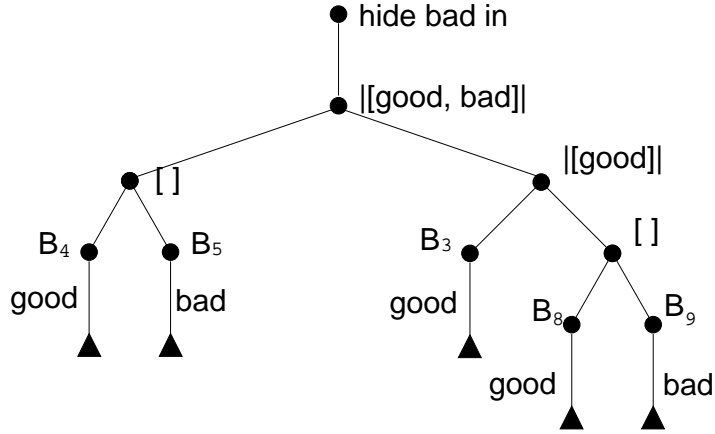 hide bad in
|[good, bad]|
[ ]
|[good]|
B₄
B₅
B₃
[ ]
good
bad
good
B₈
B₉
good
bad